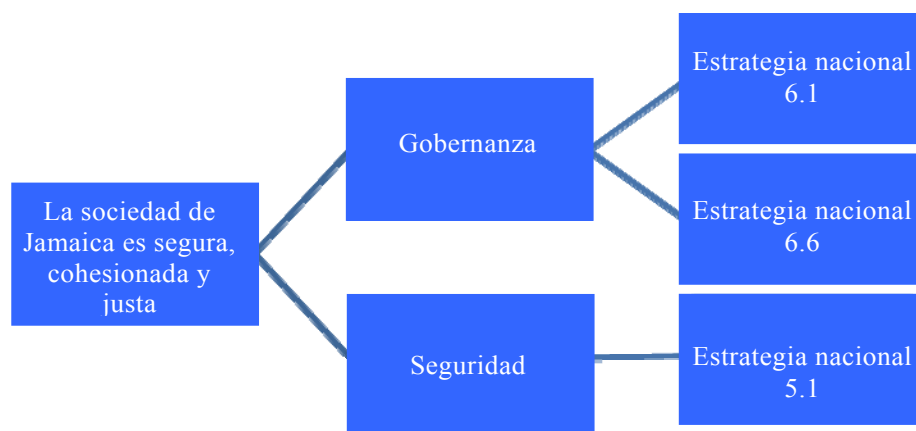 La sociedad de
Jamaica es segura,
cohesionada y
justa
Gobernanza
Seguridad
Estrategia nacional
6.1
Estrategia nacional
6.6
Estrategia nacional
5.1